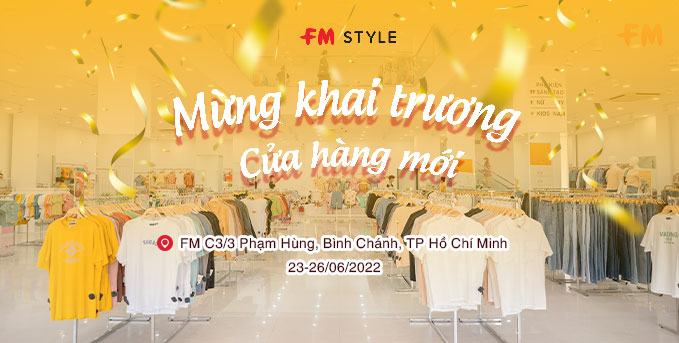 FM STYLE
FM
Mừng khai trương
Cửa hàng mới
FM C3/3 Phạm Hùng, Bình Chánh, TP Hồ Chí Minh
23-26/06/2022